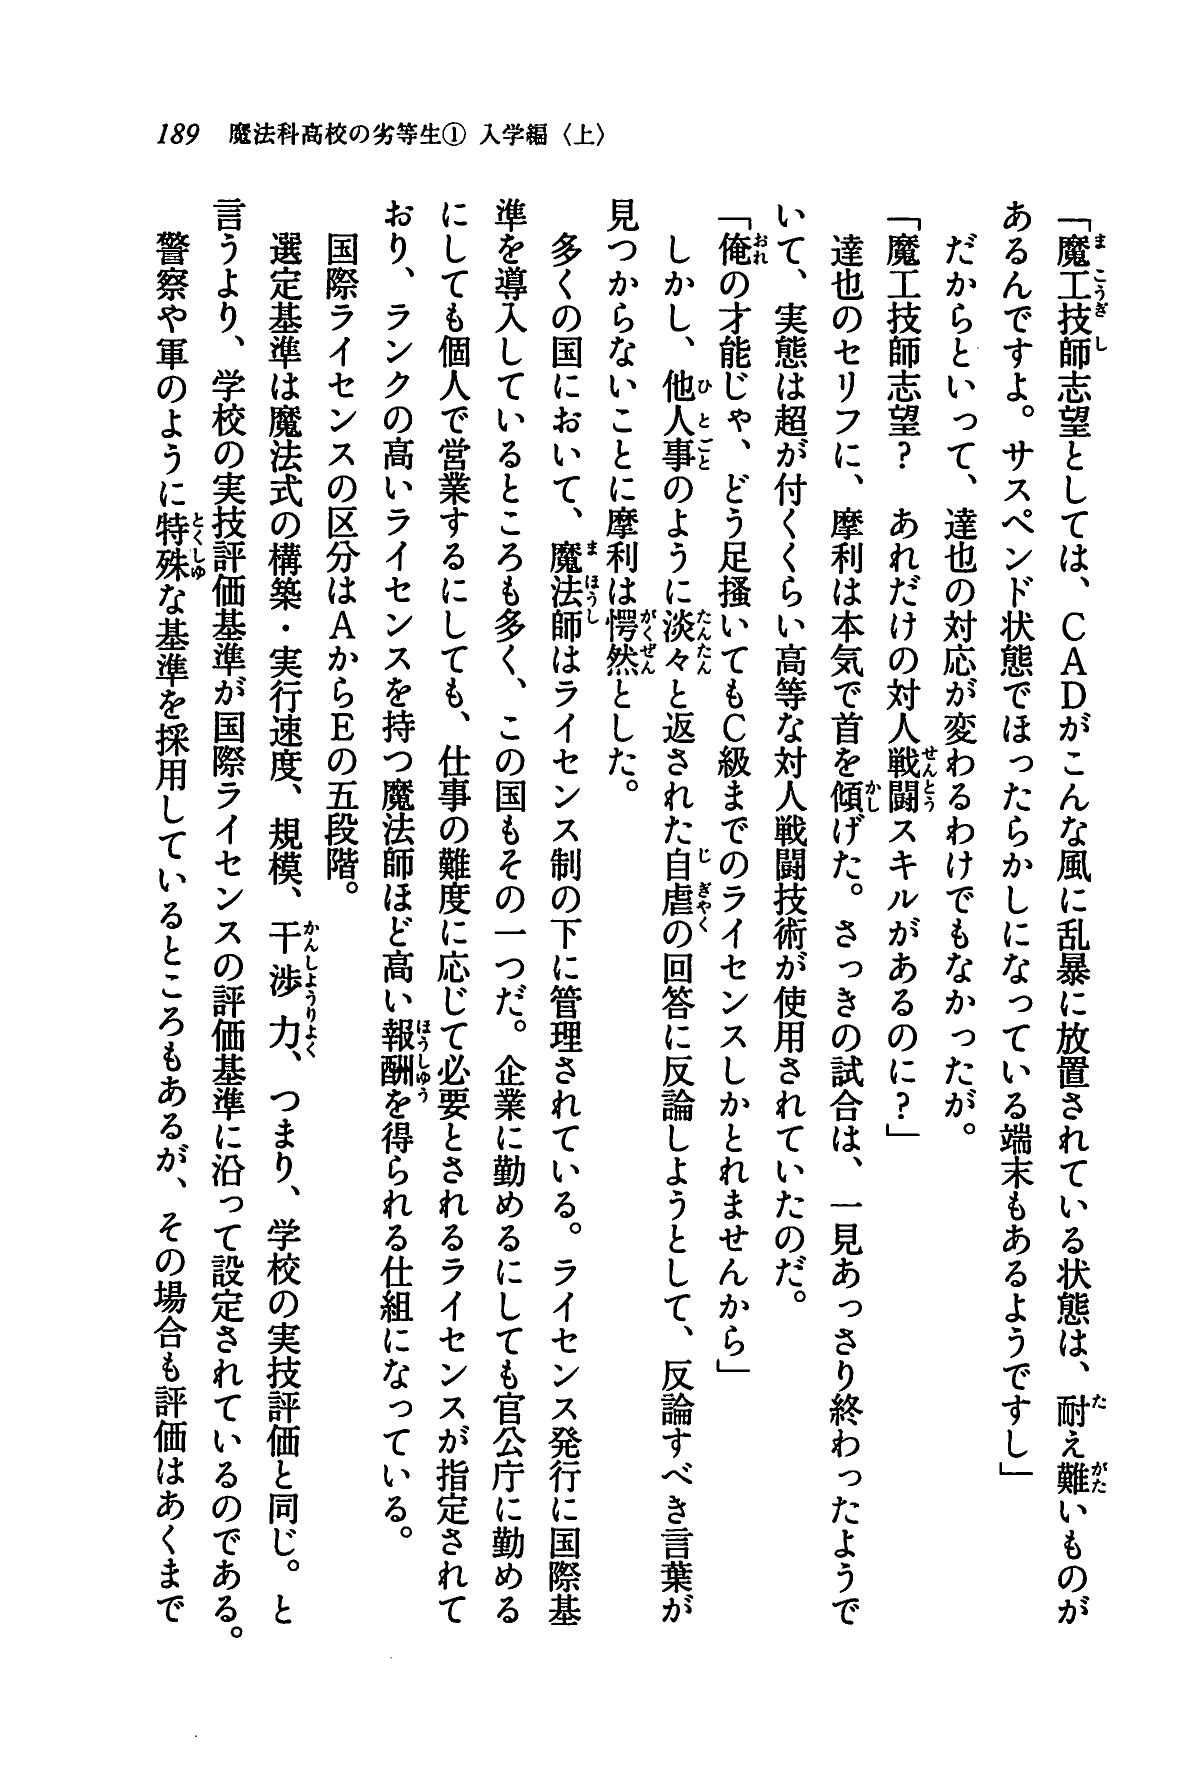 189 魔法科高校の劣等生① 入学編〈上〉
「魔工技師志望としては、CADがこんな風に乱暴に放置されている状態は、耐え難いものが
あるんですよ。サスペンド状態でほったらかしになっている端末もあるようですし」
だからといって、達也の対応が変わるわけでもなかったが。
「魔工技師志望? あれだけの対人戦闘スキルがあるのに?」
達也のセリフに、摩利は本気で首を傾げた。さっきの試合は、一見あっさり終わったようで
いて、実態は超が付くくらい高等な対人戦闘技術が使用されていたのだ。
「俺の才能じゃ、どう足掻いてもC級までのライセンスしかとれませんから」
しかし、他人事のように淡々と返された自虐の回答に反論しようとして、反論すべき言葉が
見つからないことに摩利は愕然とした。
多くの国において、魔法師はライセンス制の下に管理されている。ライセンス発行に国際基
準を導入しているところも多く、この国もその一つだ。企業に勤めるにしても官公庁に勤める
にしても個人で営業するにしても、仕事の難度に応じて必要とされるライセンスが指定されて
おり、ランクの高いライセンスを持つ魔法師ほど高い報酬を得られる仕組になっている。
国際ライセンスの区分はAからEの五段階。
選定基準は魔法式の構築・実行速度、規模、干渉力、つまり、学校の実技評価と同じ。と
言うより、学校の実技評価基準が国際ライセンスの評価基準に沿って設定されているのである。
警察や軍のように特殊な基準を採用しているところもあるが、その場合も評価はあくまで